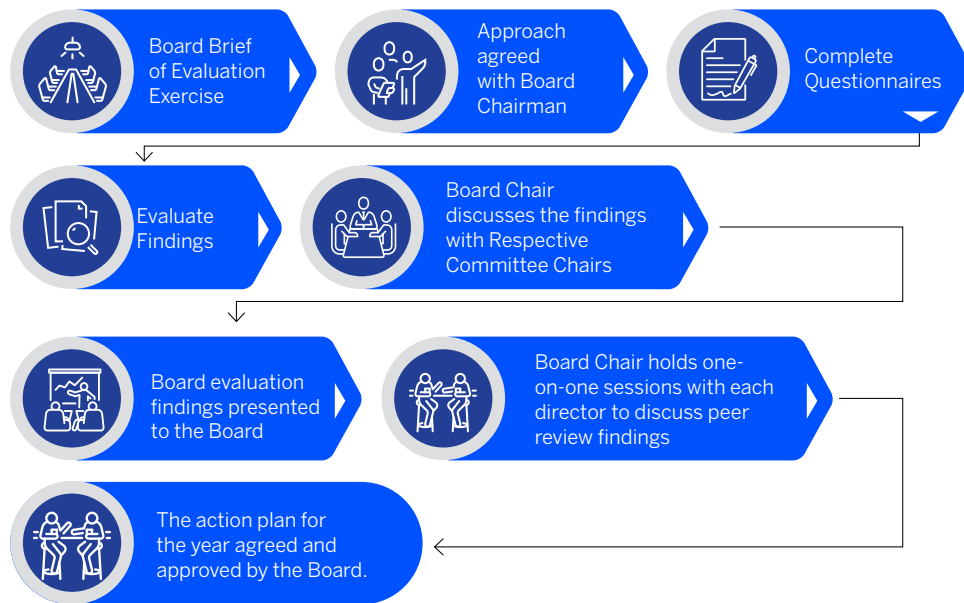 Board Brief
of Evaluation
Exercise
Approach
agreed
with Board
Chairman
Complete
Questionnaires
Evaluate
Findings
Board Chair
discusses the findings
with Respective
Committee Chairs
Board evaluation
findings presented
to the Board
Board Chair holds one-
on-one sessions with each
director to discuss peer
review findings
The action plan for
the year agreed and
approved by the Board.